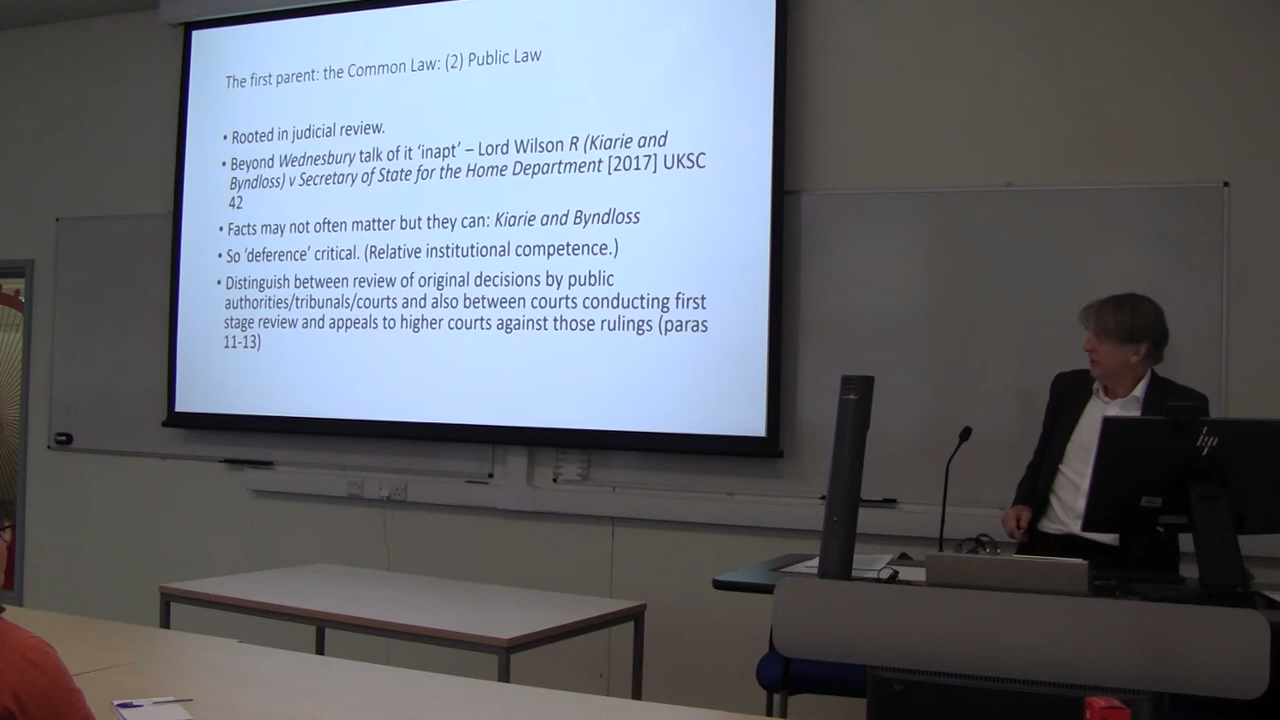 The first parent: the Common Law: (2) Public Law
• Rooted in judicial review.
• Beyond Wednesbury talk of it ‘inapt’ – Lord Wilson R (Kiarie and
Byndloss) v Secretary of State for the Home Department [2017] UKSC
42
• Facts may not often matter but they can: Kiarie and Byndloss
• So ‘deference’ critical. (Relative institutional competence.)
• Distinguish between review of original decisions by public
authorities/tribunals/courts and also between courts conducting first
stage review and appeals to higher courts against those rulings (paras
11-13)
hp